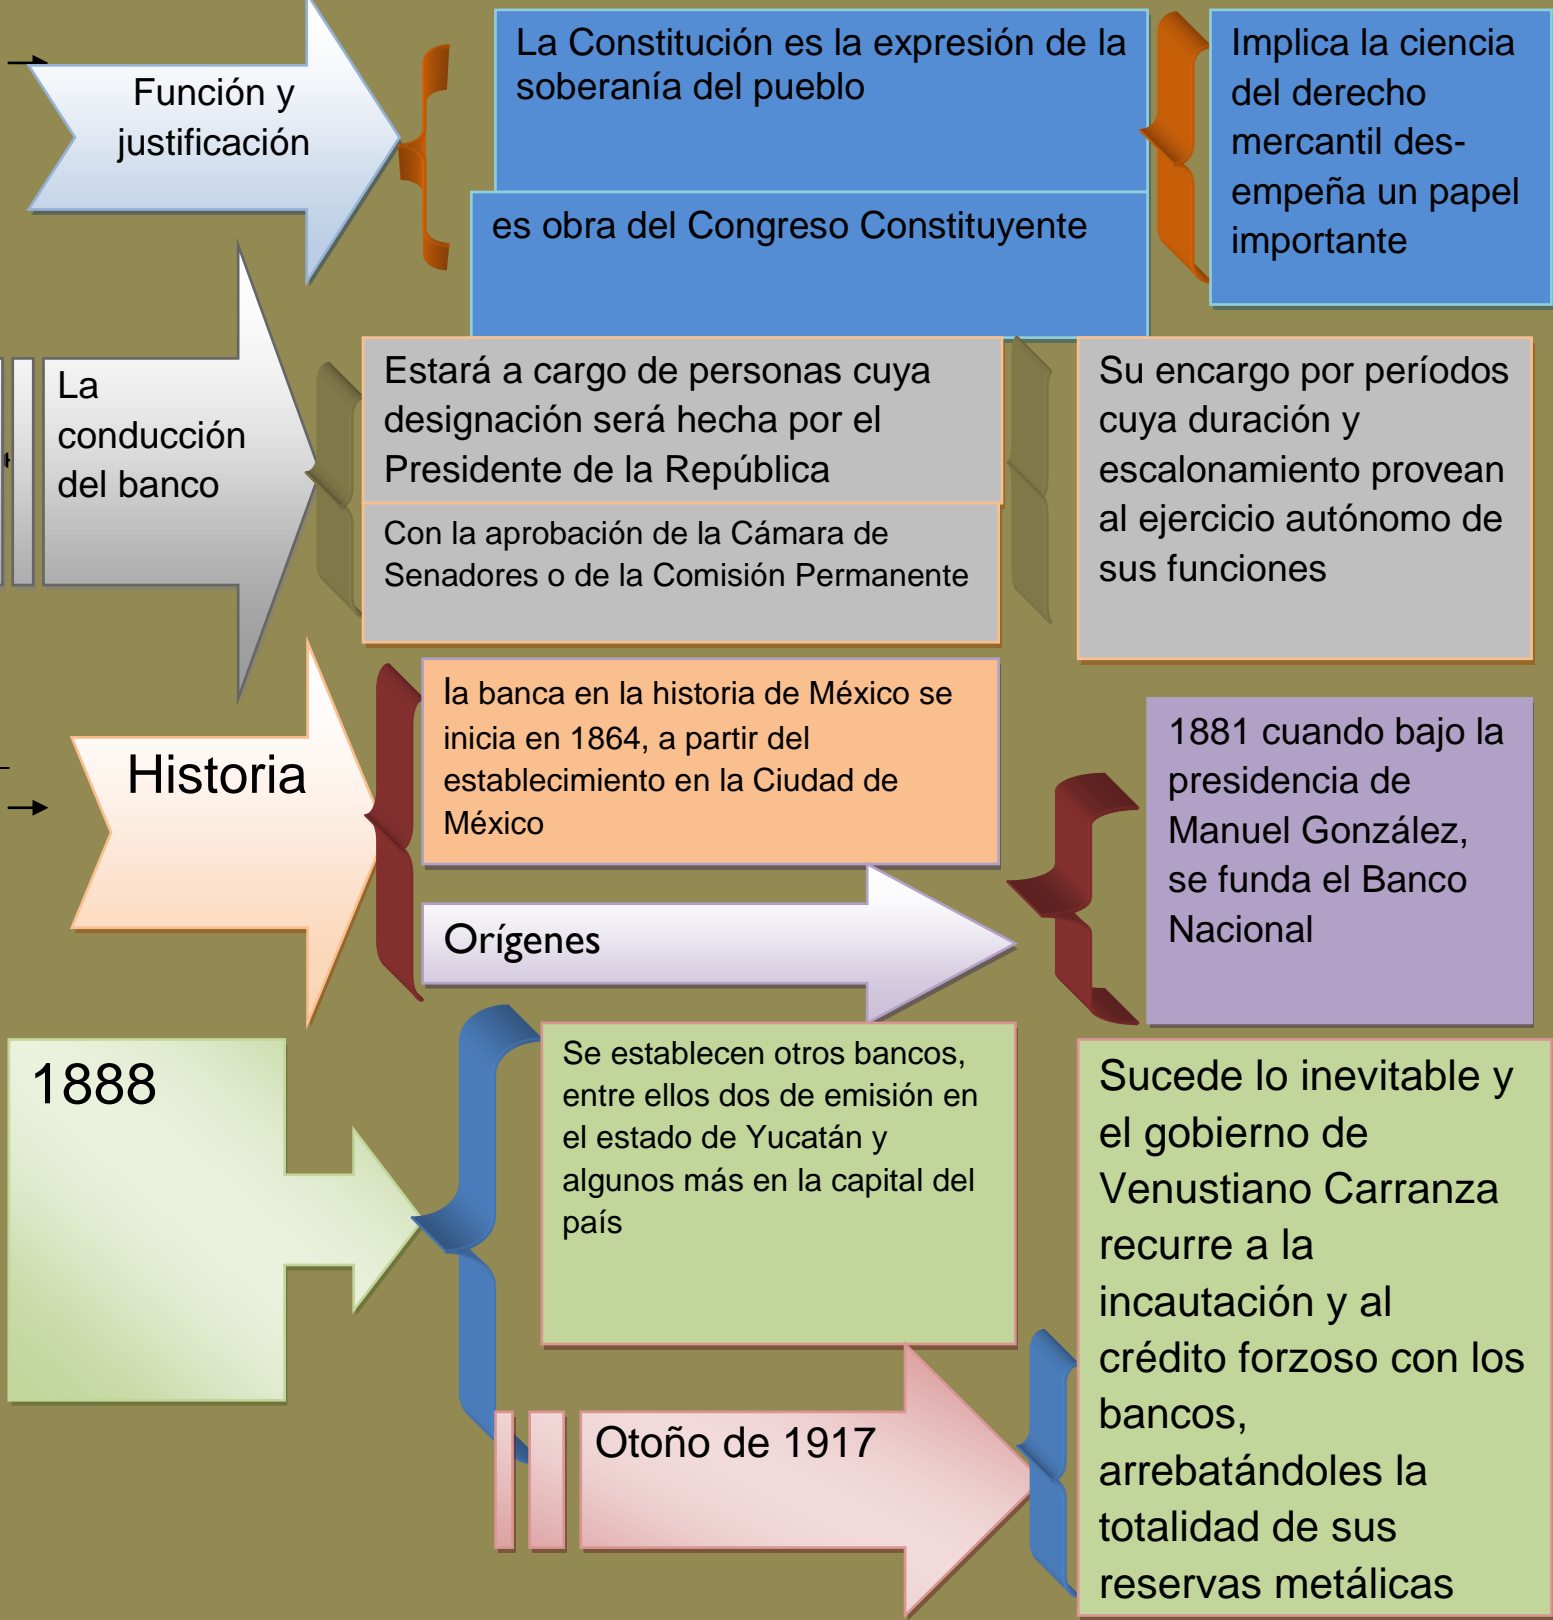 Función y
justificación
La Constitución es la expresión de la
soberanía del pueblo
es obra del Congreso Constituyente
Implica la ciencia
del derecho
mercantil des-
empeña un papel
importante
La
conducción
del banco
Estará a cargo de personas cuya
designación será hecha por el
Presidente de la República
Con la aprobación de la Cámara de
Senadores o de la Comisión Permanente
Su encargo por períodos
cuya duración y
escalonamiento provean
al ejercicio autónomo de
sus funciones
Historia
la banca en la historia de México se
inicia en 1864, a partir del
establecimiento en la Ciudad de
México
Orígenes
1881 cuando bajo la
presidencia de
Manuel González,
se funda el Banco
Nacional
1888
Se establecen otros bancos,
entre ellos dos de emisión en
el estado de Yucatán y
algunos más en la capital del
país
Otoño de 1917
Sucede lo inevitable y
el gobierno de
Venustiano Carranza
recurre a la
incautación y al
crédito forzoso con los
bancos,
arrebatándoles la
totalidad de sus
reservas metálicas